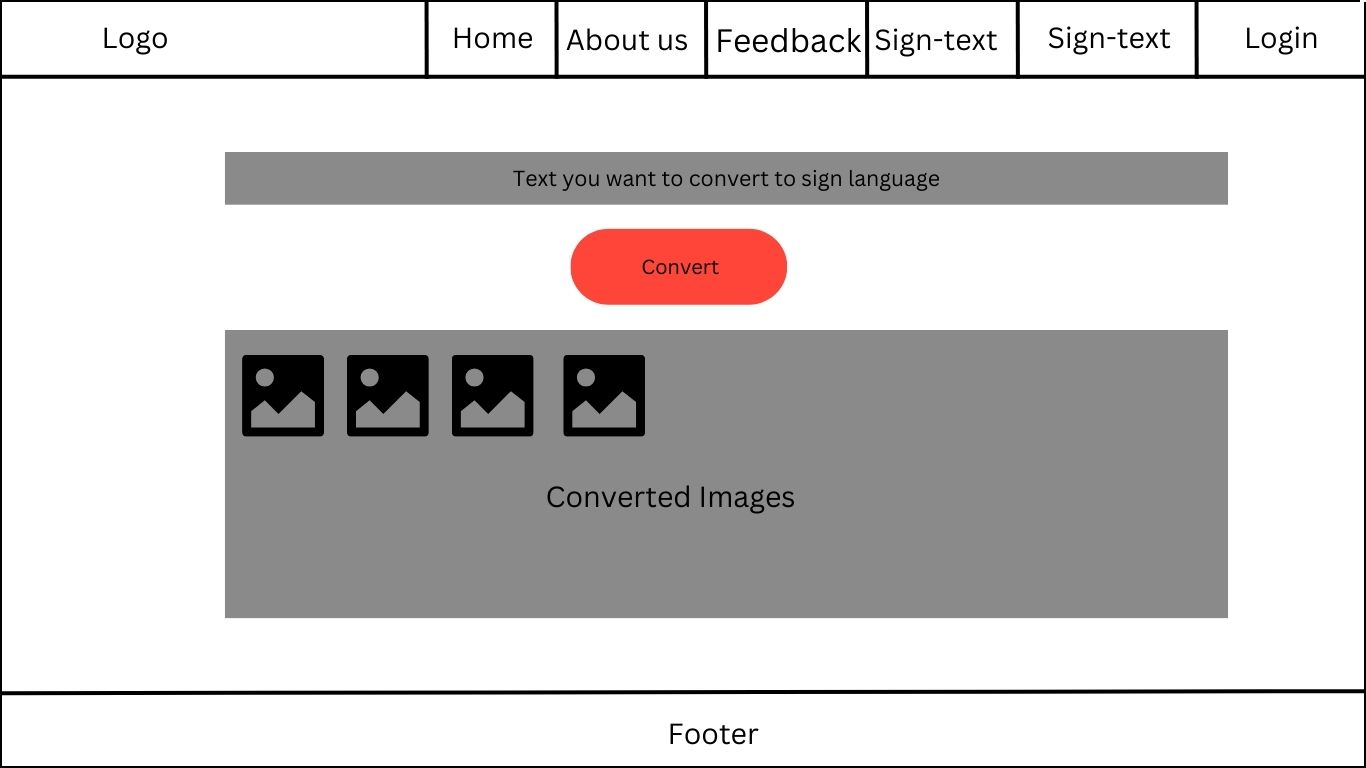 Logo
Home
About us
Feedback
Sign-text
Sign-text
Login
Text you want to convert to sign language
Convert
Converted Images
Footer